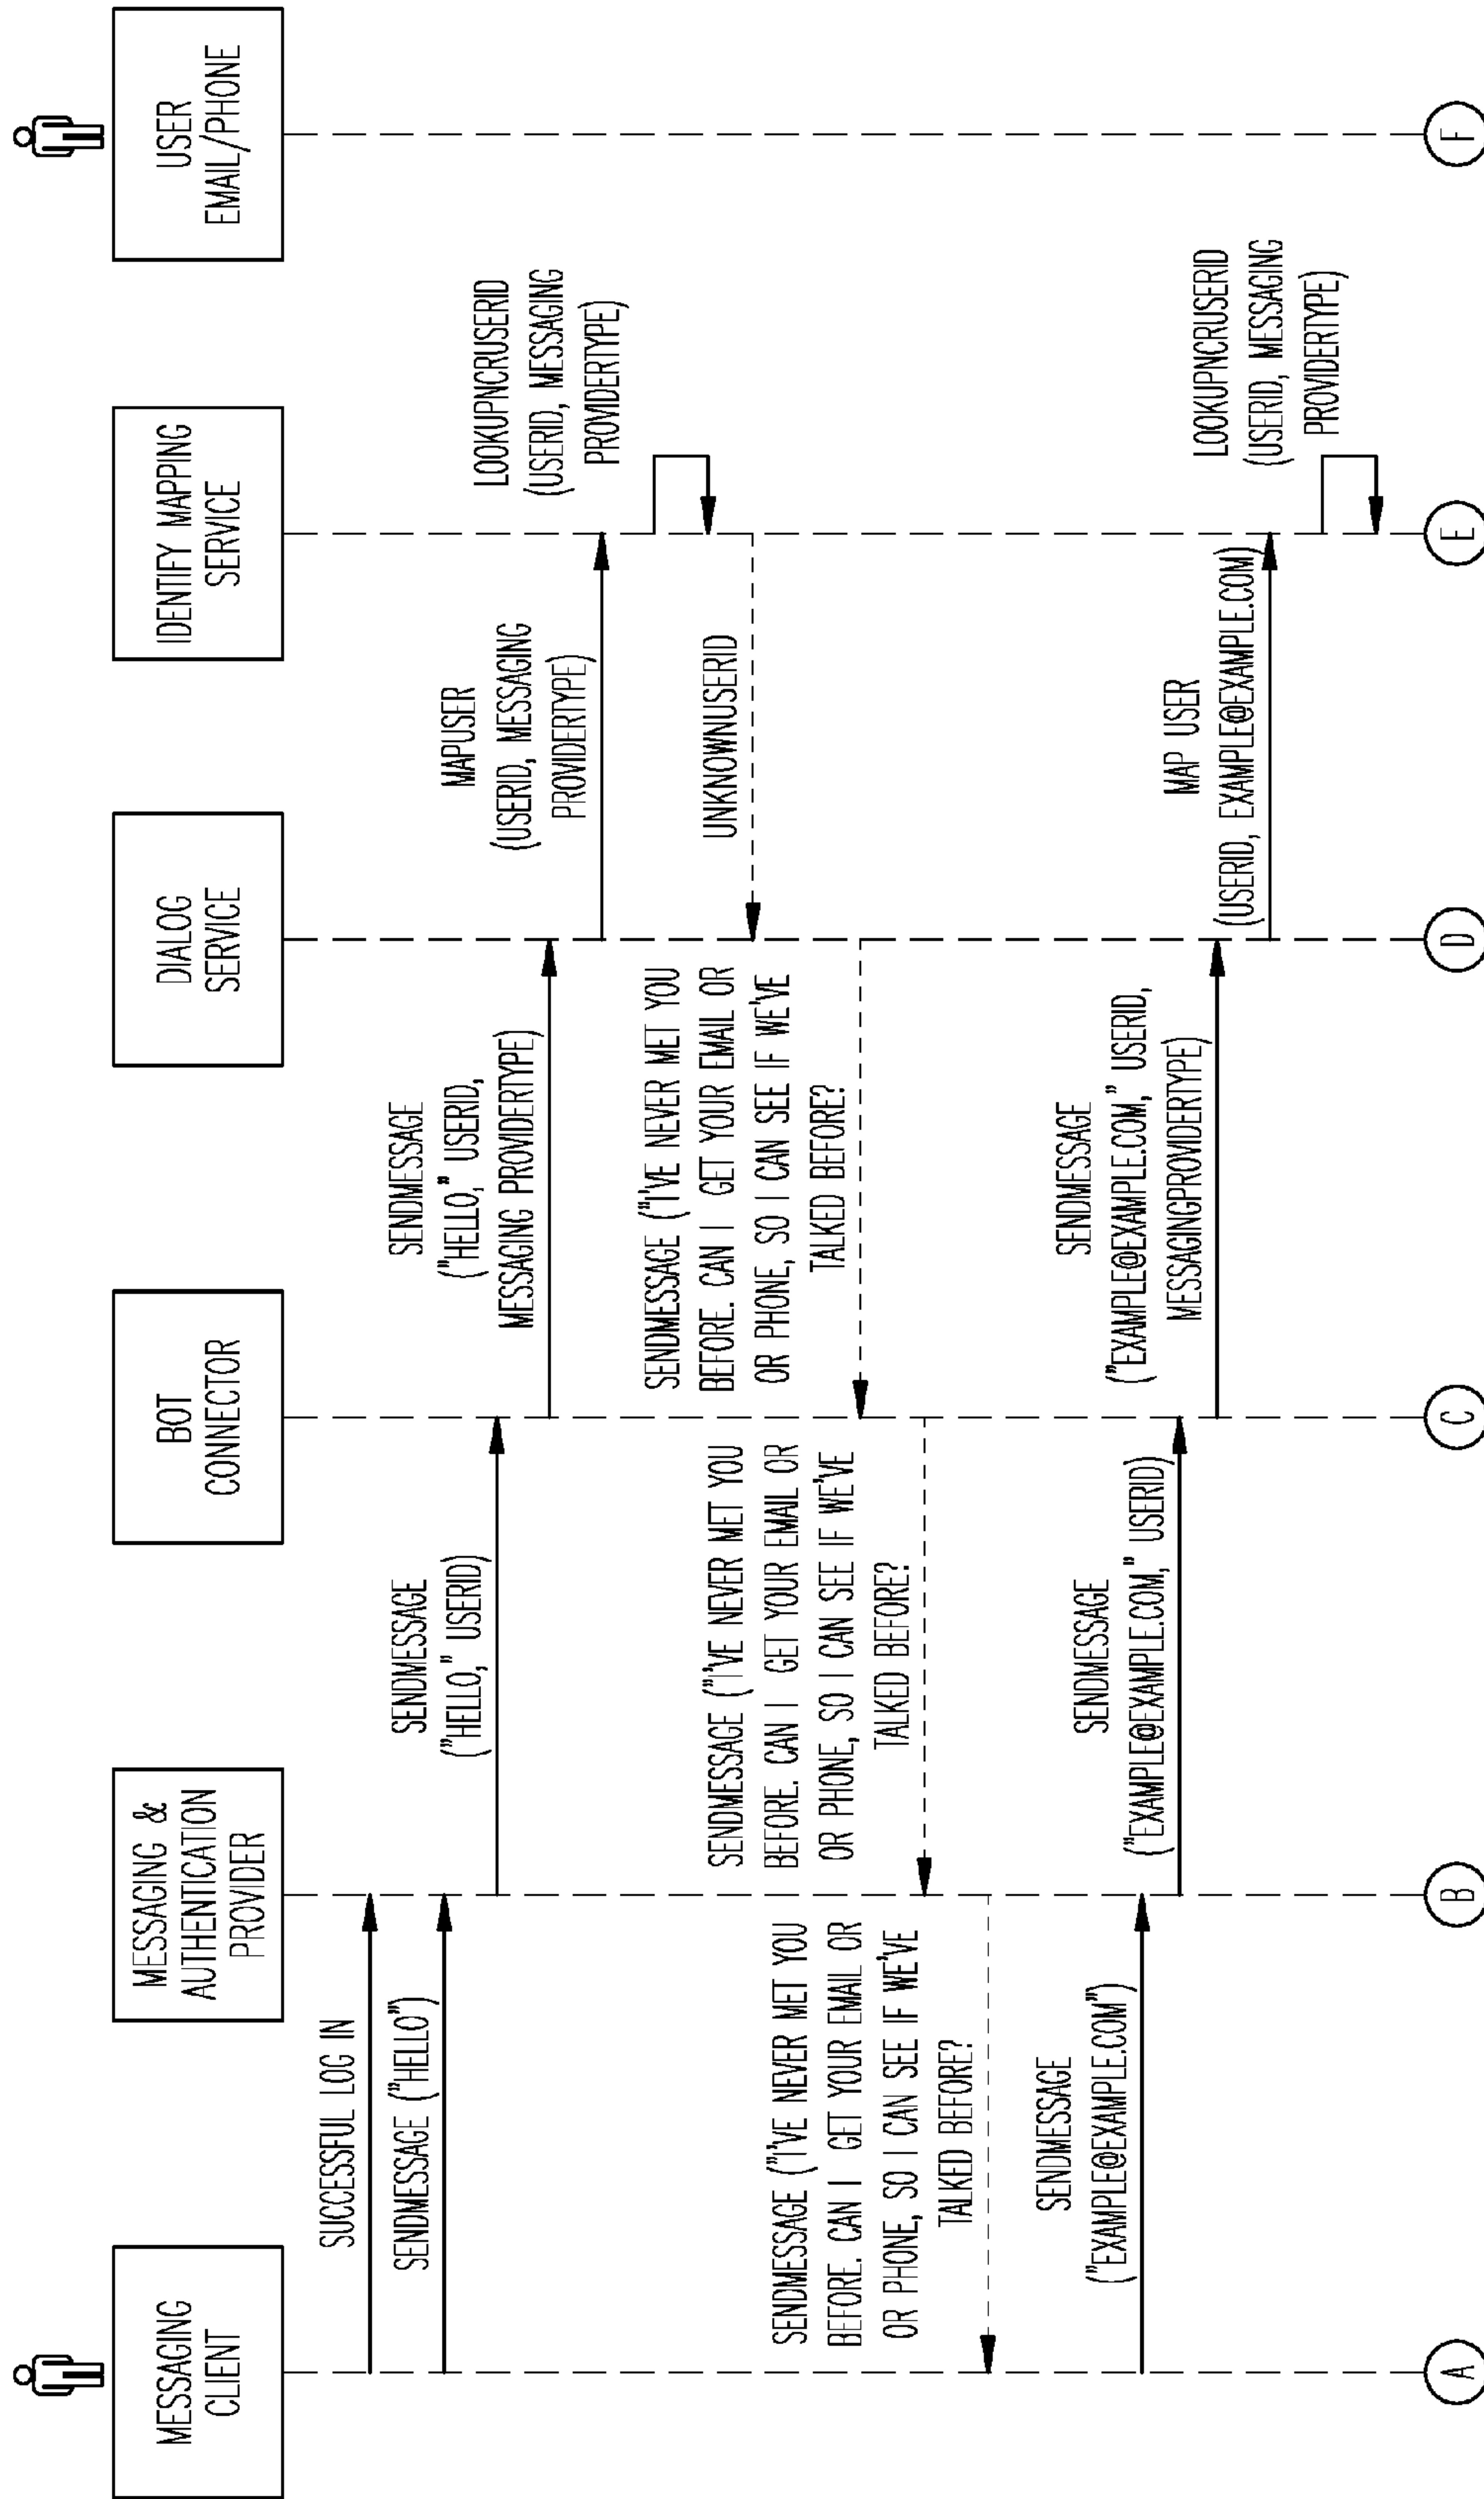 MESSAGING
CLIENT
MESSAGING &
AUTHENTICATION
PROVIDER
BOT
CONNECTOR
DIALOG
SERVICE
IDENTIFY MAPPING
SERVICE
USER
EMAIL/PHONE
SUCCESSFUL LOG IN
SENDMESSAGE ("HELLO")
SENDMESSAGE
("HELLO," USERID)
SENDMESSAGE
("HELLO," USERID,
MESSAGING PROVIDERTYPE)
MAPUSER
(USERID, MESSAGING
PROVIDERTYPE)
LOOKUPNCRUSERID
(USERID, MESSAGING
PROVIDERTYPE)
UNKNOWNUSERID
SENDMESSAGE ("I'VE NEVER MET YOU
BEFORE. CAN I GET YOUR EMAIL OR
OR PHONE, SO I CAN SEE IF WE'VE
TALKED BEFORE?
SENDMESSAGE ("I'VE NEVER MET YOU
BEFORE. CAN I GET YOUR EMAIL OR
OR PHONE, SO I CAN SEE IF WE'VE
TALKED BEFORE?
SENDMESSAGE ("I'VE NEVER MET YOU
BEFORE. CAN I GET YOUR EMAIL OR
OR PHONE, SO I CAN SEE IF WE'VE
TALKED BEFORE?
SENDMESSAGE
("EXAMPLE@EXAMPLE.COM")
SENDMESSAGE
("EXAMPLE@EXAMPLE.COM," USERID)
SENDMESSAGE
("EXAMPLE@EXAMPLE.COM," USERID,
MESSAGINGPROVIDERTYPE)
MAP USER
(USERID, EXAMPLE@EXAMPLE.COM)
LOOKUPNCRUSERID
(USERID, MESSAGING
PROVIDERTYPE)
A
B
C
D
E
F